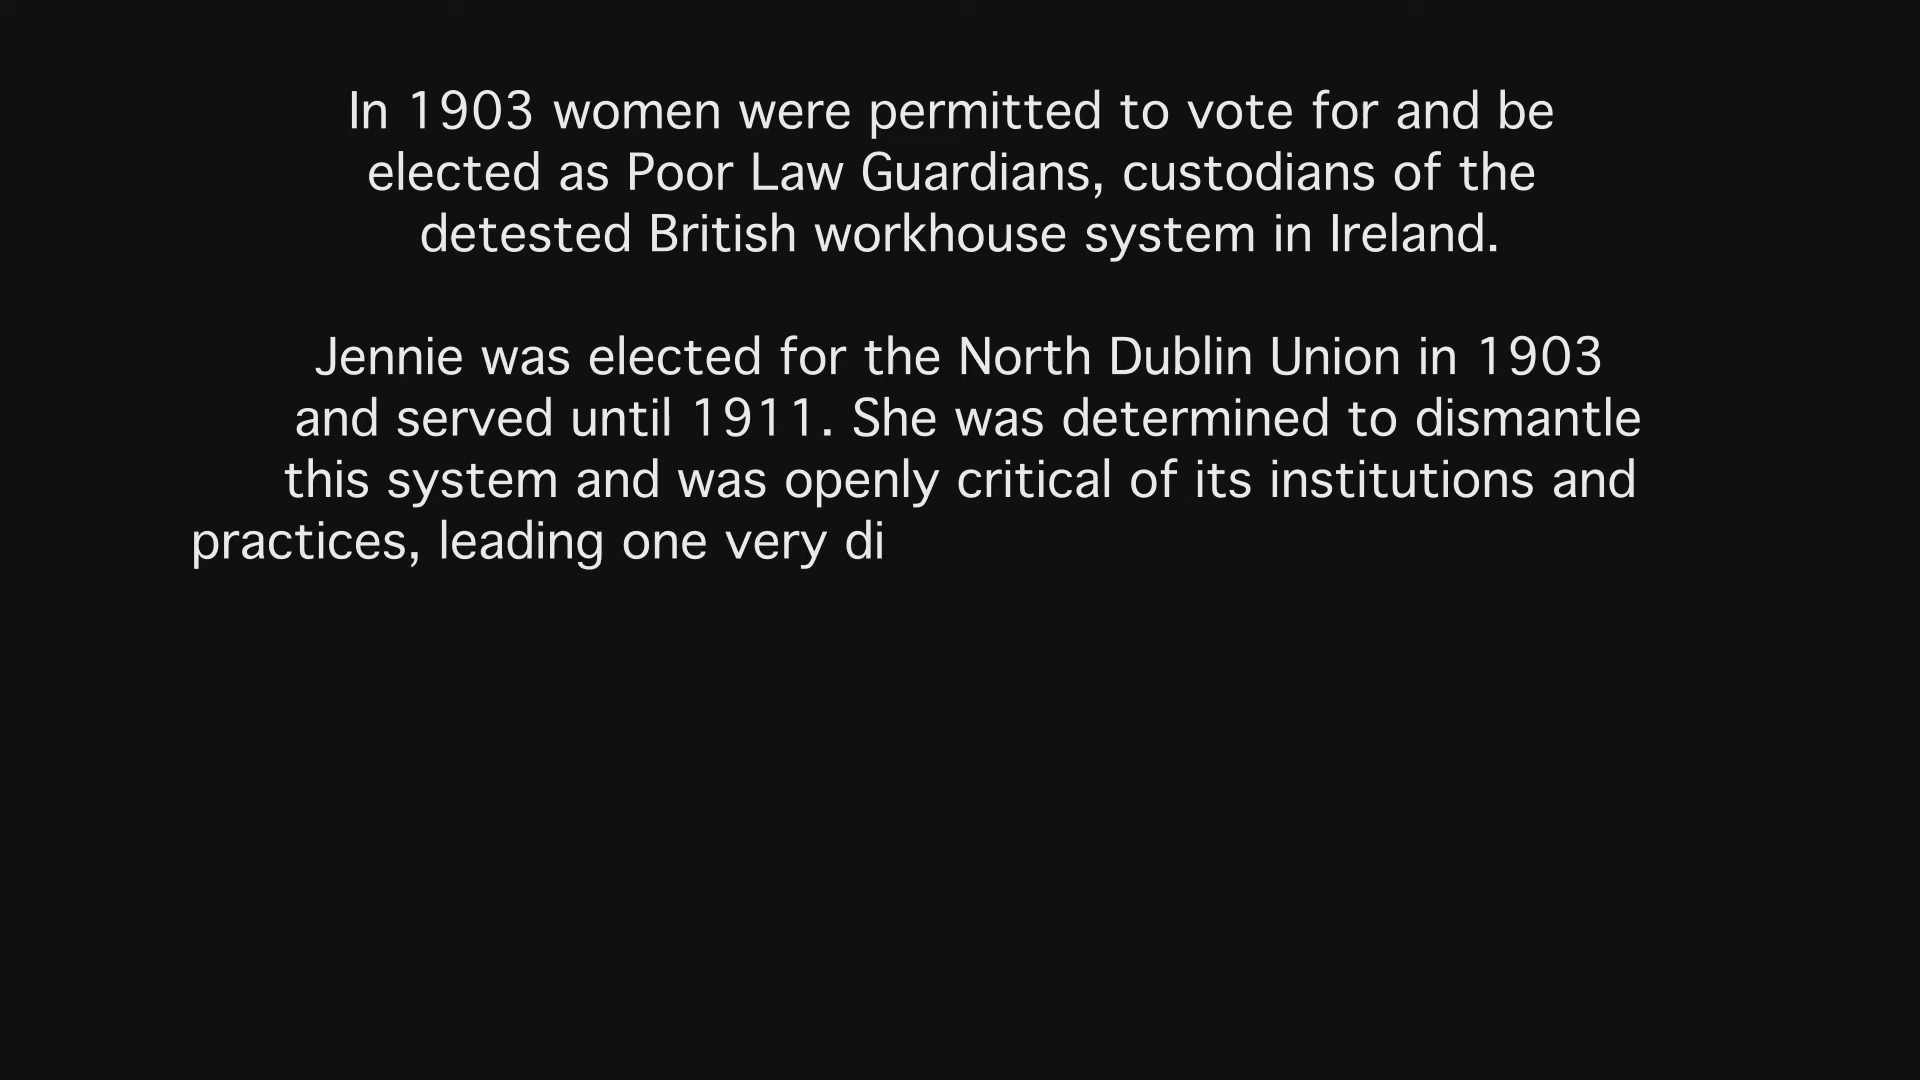 In 1903 women were permitted to vote for and be
elected as Poor Law Guardians, custodians of the
detested British workhouse system in Ireland.
Jennie was elected for the North Dublin Union in 1903
and served until 1911. She was determined to dismantle
this system and was openly critical of its institutions and
practices, leading one very di